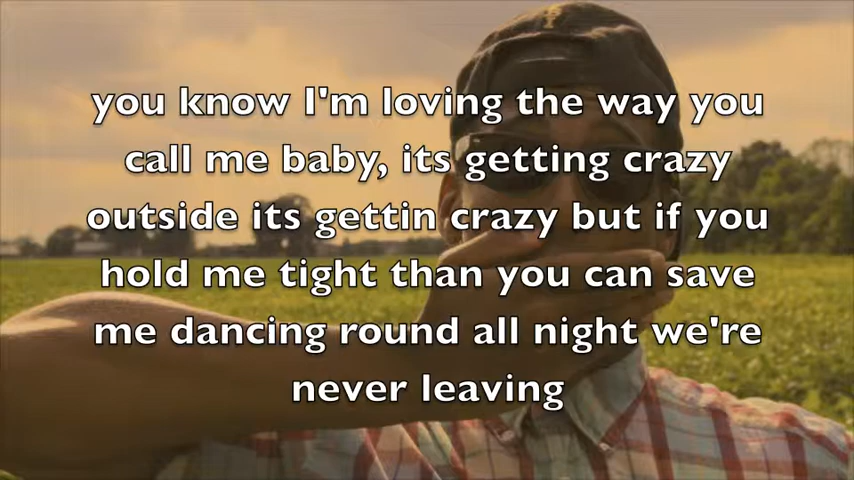 you know I'm loving the way you
call me baby, its getting crazy
outside its gettin crazy but if you
hold me tight than you can save
me dancing round all night we're
never leaving